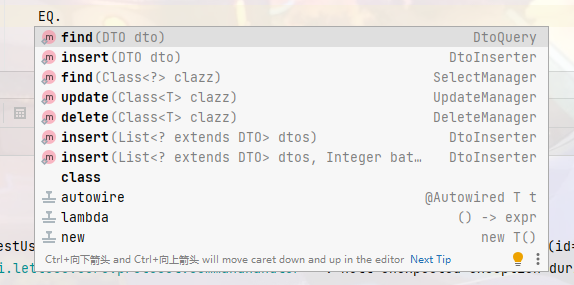 EQ.
find(DTO dto) DtoQuery
insert(DTO dto) DtoInserter
find(Class<?> clazz) SelectManager
update(Class<T> clazz) UpdateManager
delete(Class<T> clazz) DeleteManager
insert(List<? extends DTO> dtos) DtoInserter
insert(List<? extends DTO> dtos, Integer bat… DtoInserter
class
autowire @Autowired T t
lambda () -> expr
new new T()
estUs (id=
Ctrl+向下箭头 and Ctrl+向上箭头 will move caret down and up in the editor Next Tip